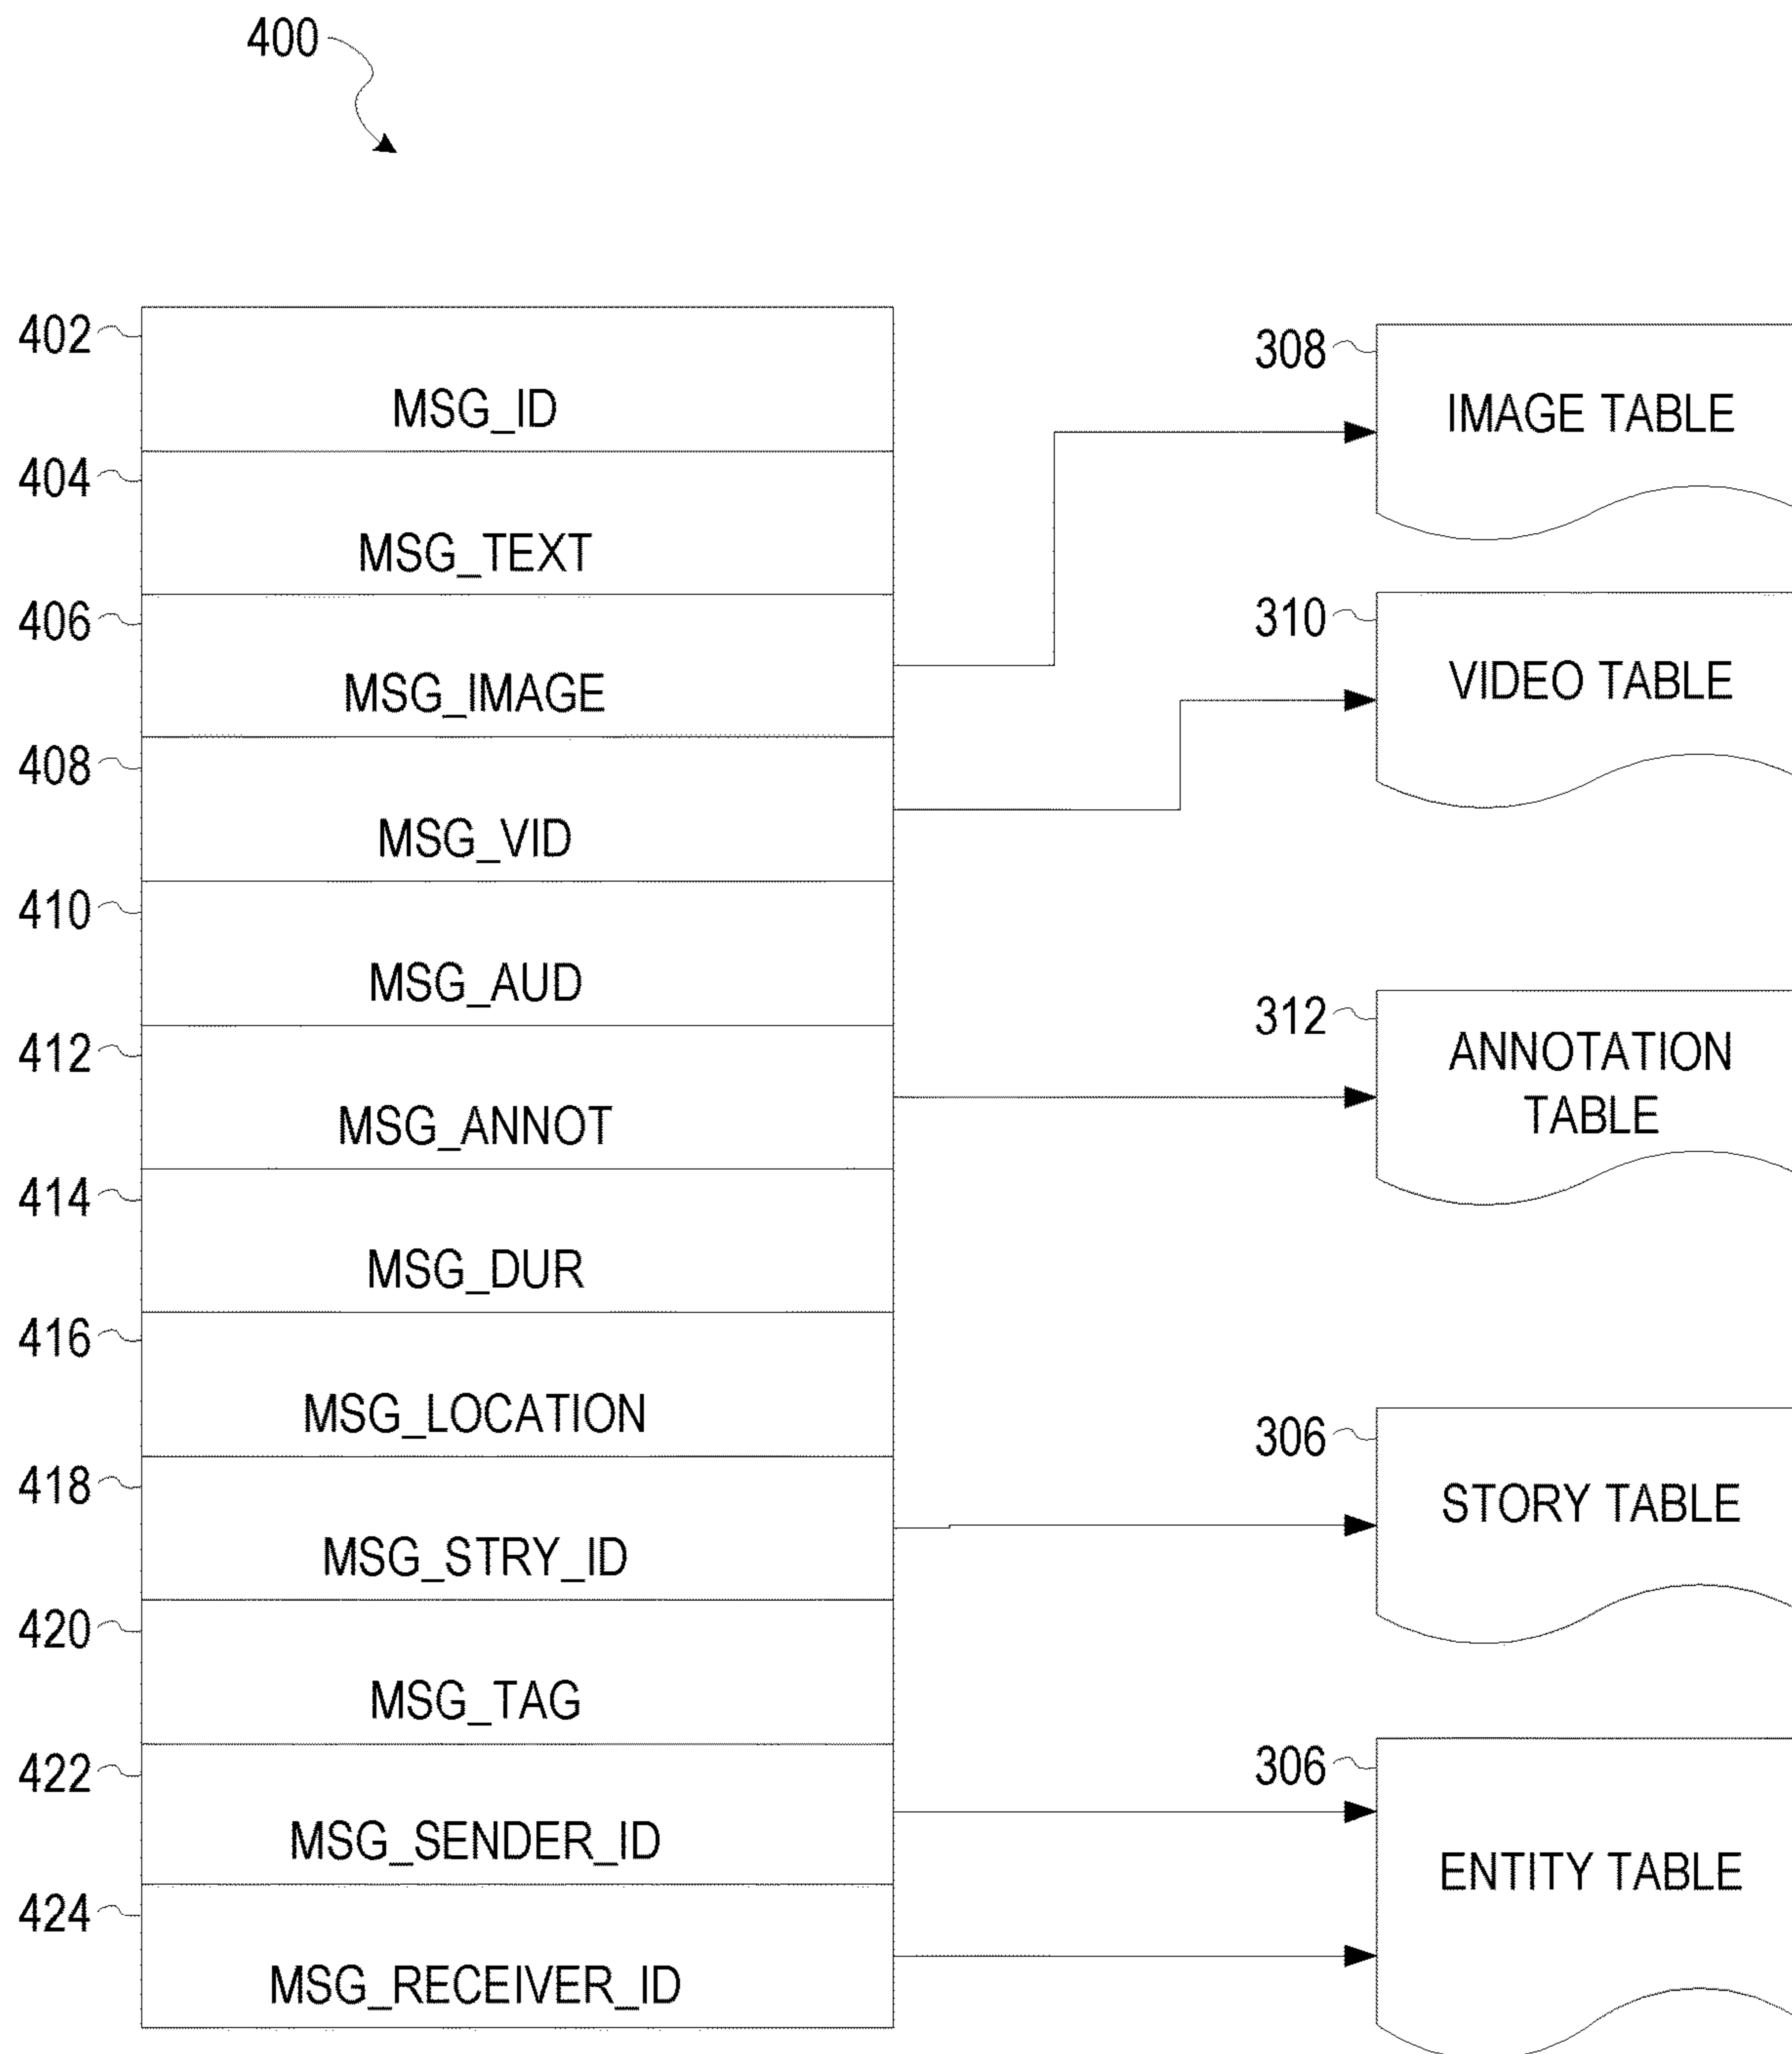 400
402
MSG_ID
404
MSG_TEXT
406
MSG_IMAGE
408
MSG_VID
410
MSG_AUD
412
MSG_ANNOT
414
MSG_DUR
416
MSG_LOCATION
418
MSG_STRY_ID
420
MSG_TAG
422
MSG_SENDER_ID
424
MSG_RECEIVER_ID
308
IMAGE TABLE
310
VIDEO TABLE
312
ANNOTATION
TABLE
306
STORY TABLE
306
ENTITY TABLE